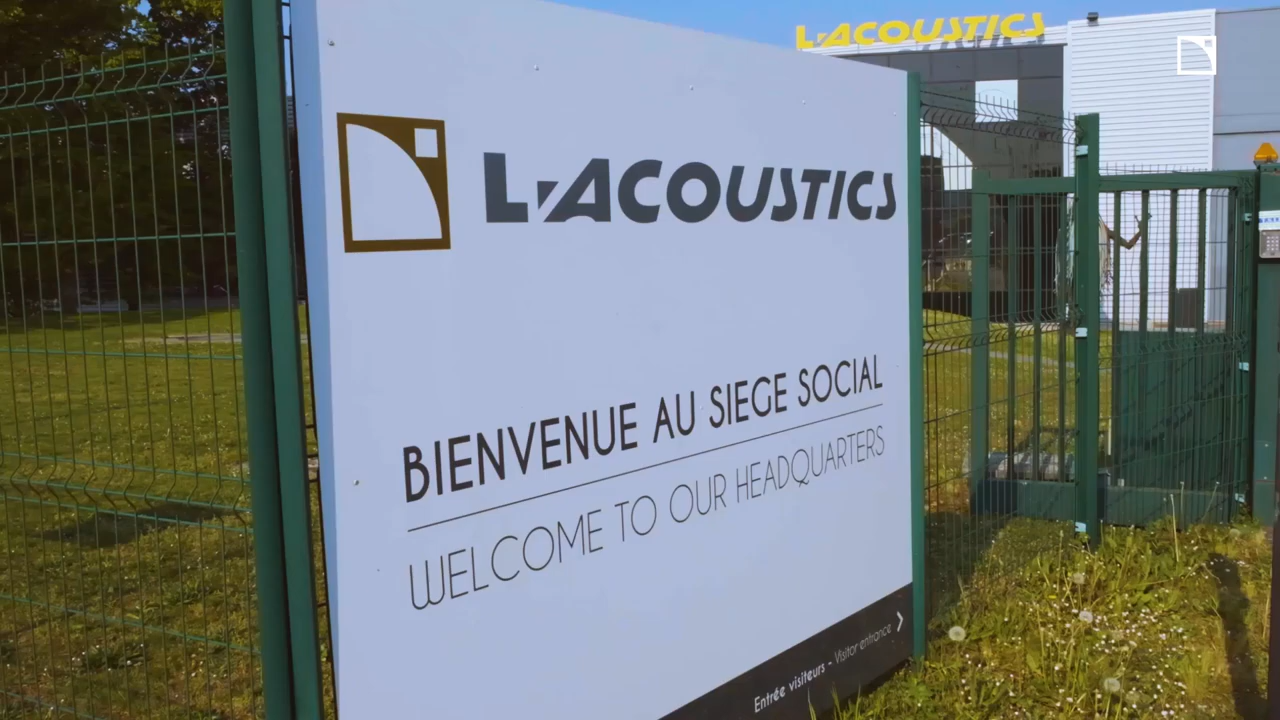 L-ACOUSTICS
L-ACOUSTICS
BIENVENUE AU SIEGE SOCIAL
WELCOME TO OUR HEADQUARTERS
Entrée visiteurs - Visitor entrance